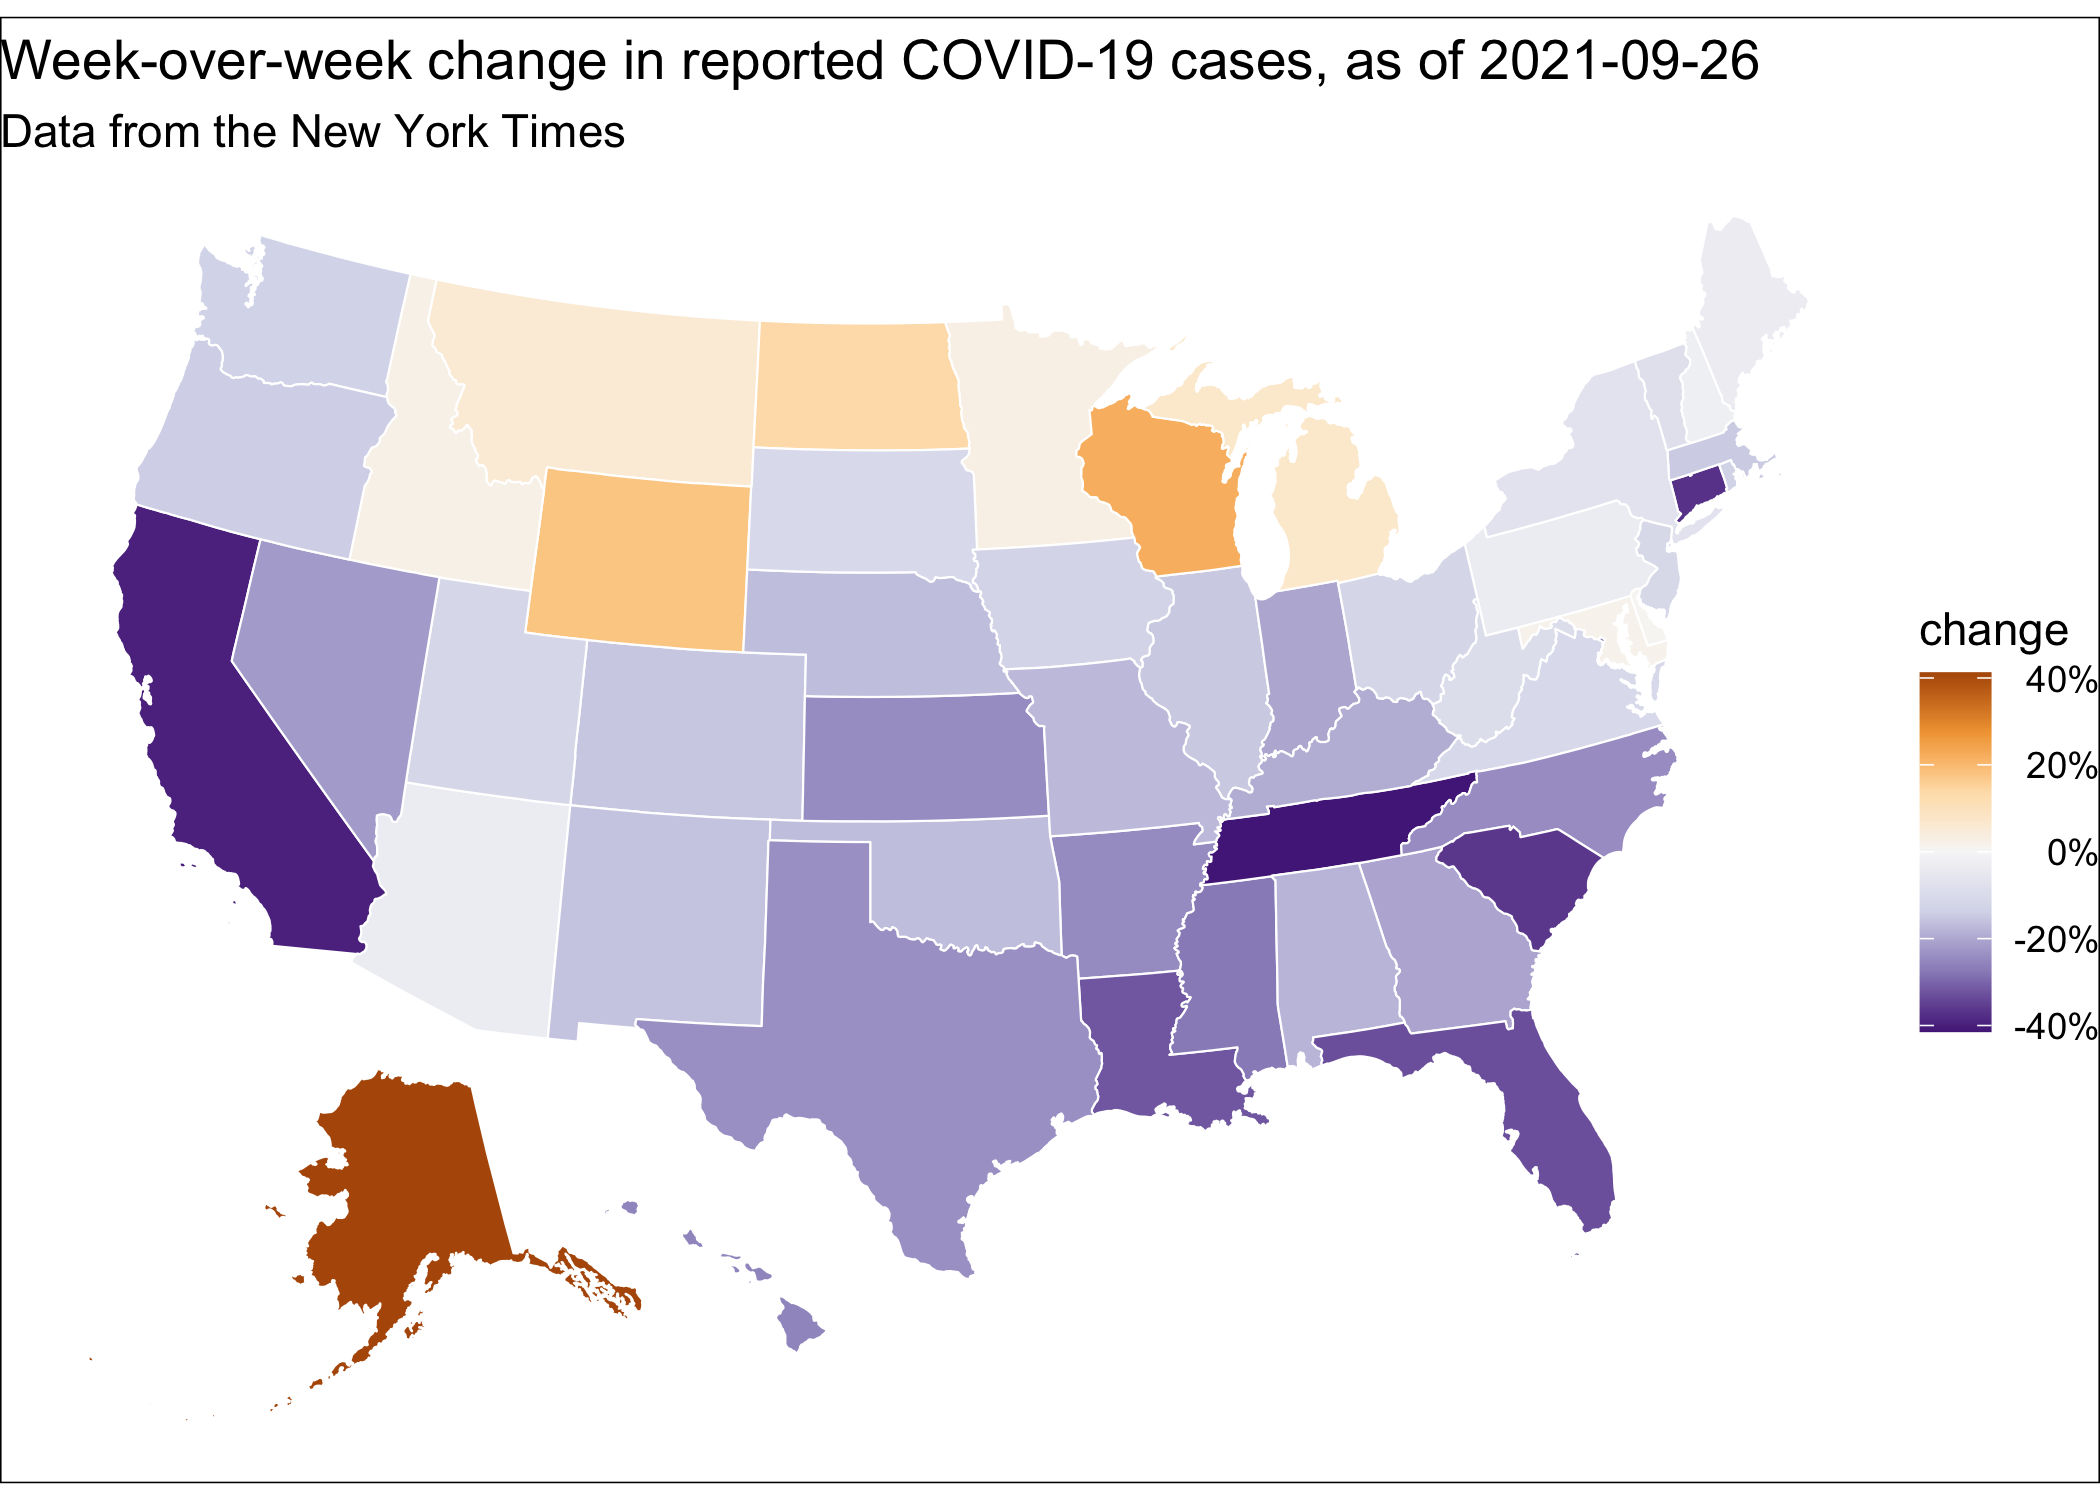 Week-over-week change in reported COVID-19 cases, as of 2021-09-26
Data from the New York Times
change
40%
20%
0%
-20%
-40%